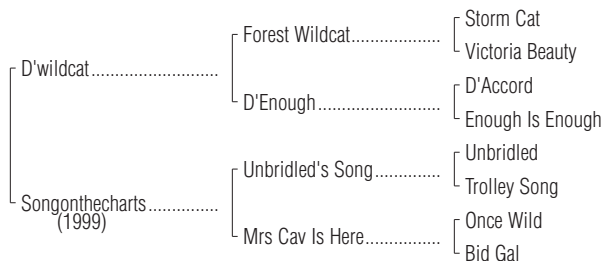 Storm Cat
Forest Wildcat....................
Victoria Beauty
D'wildcat............................
D'Accord
D'Enough...........................
Enough Is Enough
Unbridled
Unbridled's Song...............
Trolley Song
Songonthecharts...............
(1999)
Once Wild
Mrs Cav Is Here.................
Bid Gal